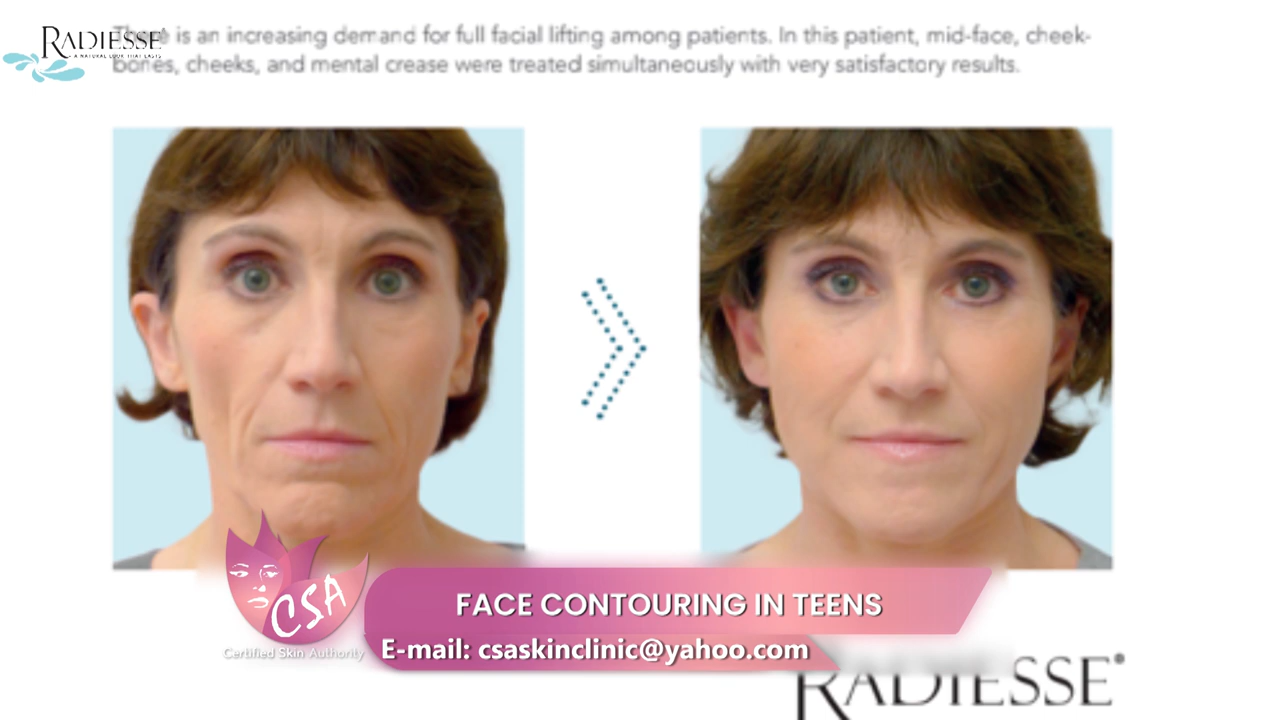 RADIESSE
A NATURAL LOOK THAT LASTS
is an increasing demand for full facial lifting among patients. In this patient, mid-face, cheek-
bones, cheeks, and mental crease were treated simultaneously with very satisfactory results.
CSA
Certified Skin Authority
FACE CONTOURING IN TEENS
E-mail: csaskinclinic@yahoo.com
RADIESSE®